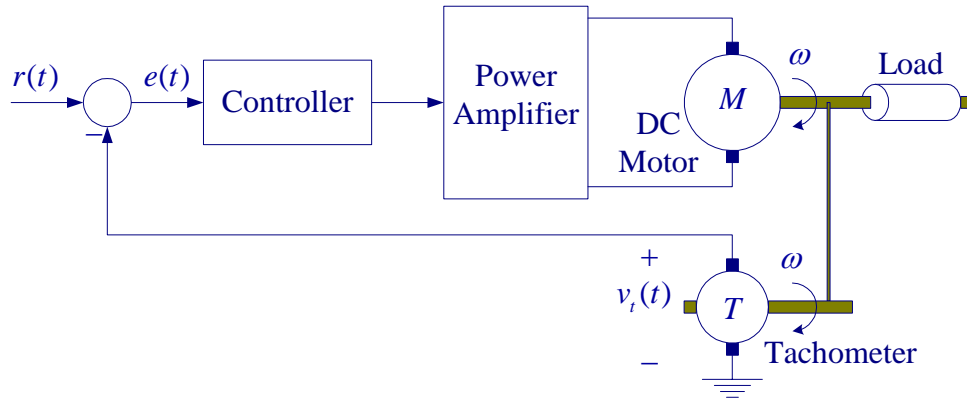 r(t)
e(t)
Controller
Power
Amplifier
M
DC
Motor
ω
Load
−
+
v_t(t)
−
T
ω
Tachometer